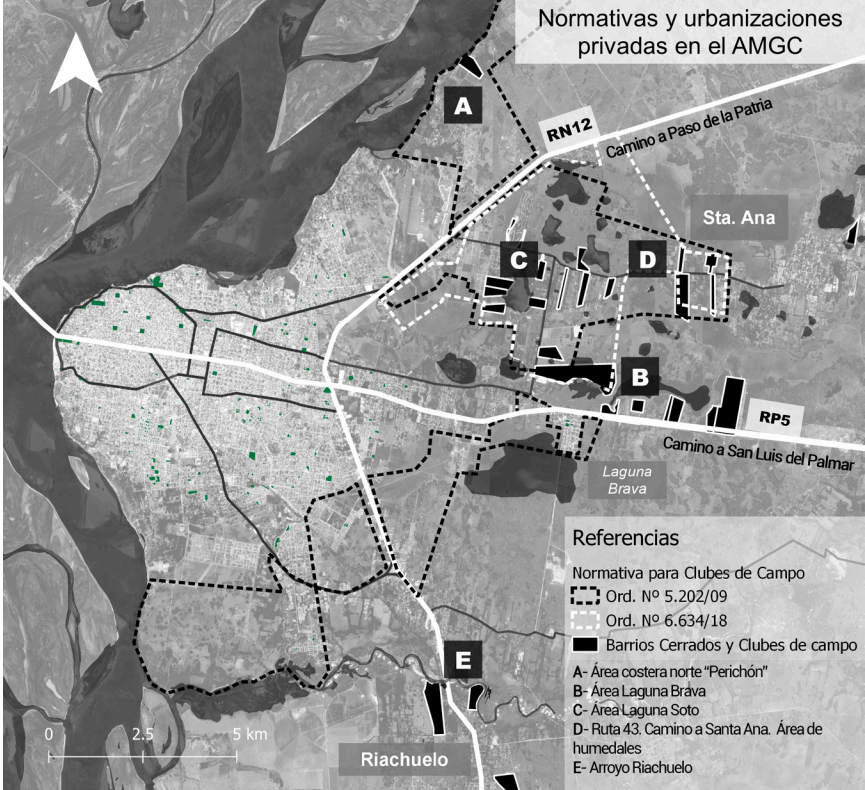 Normativas y urbanizaciones
privadas en el AMGC
A
RN12
Camino a Paso de la Patria
Sta. Ana
C
D
B
RP5
Camino a San Luis del Palmar
Laguna
Brava
E
Riachuelo
0 2.5 5 km
Referencias
Normativa para Clubes de Campo
Ord. Nº 5.202/09
Ord. Nº 6.634/18
Barrios Cerrados y Clubes de campo
A- Área costera norte “Perichón”
B- Área Laguna Brava
C- Área Laguna Soto
D- Ruta 43. Camino a Santa Ana. Área de
humedales
E- Arroyo Riachuelo